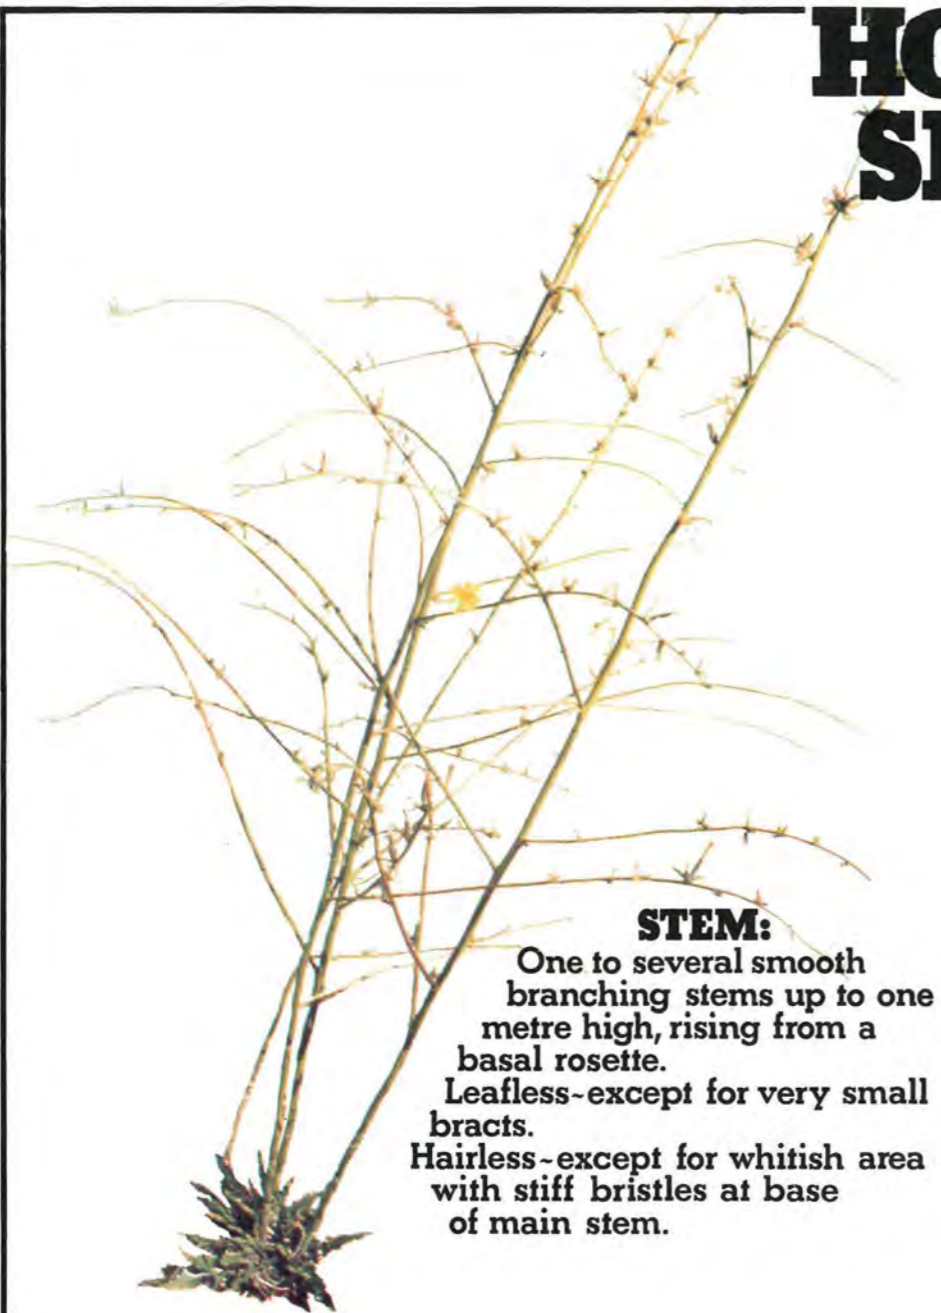 STEM:
One to several smooth
branching stems up to one
metre high, rising from a
basal rosette.
Leafless~except for very small
bracts.
Hairless~except for whitish area
with stiff bristles at base
of main stem.